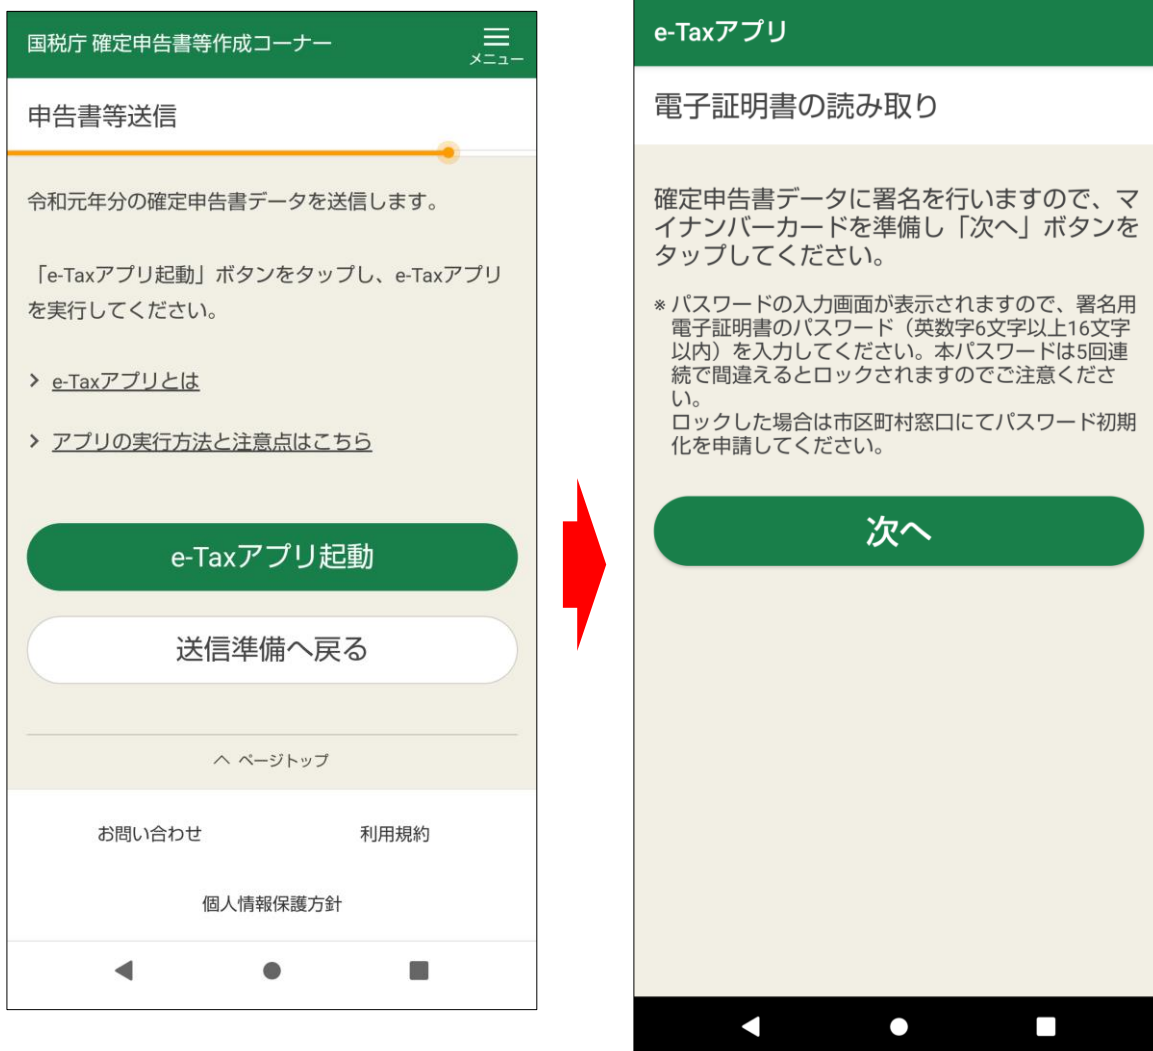 国税庁 確定申告書等作成コーナー
メニュー
申告書等送信
令和元年分の確定申告書データを送信します。
「e-Taxアプリ起動」ボタンをタップし、e-Taxアプリ
を実行してください。
e-Taxアプリとは
アプリの実行方法と注意点はこちら
e-Taxアプリ起動
送信準備へ戻る
ページトップ
お問い合わせ
利用規約
個人情報保護方針
e-Taxアプリ
電子証明書の読み取り
確定申告書データに署名を行いますので、マ
イナンバーカードを準備し「次へ」ボタンを
タップしてください。
※ パスワードの入力画面が表示されますので、署名用
電子証明書のパスワード（英数字6文字以上16文字
以内）を入力してください。本パスワードは5回連
続で間違えるとロックされますのでご注意くださ
い。
ロックした場合は市区町村窓口にてパスワード初期
化を申請してください。
次へ